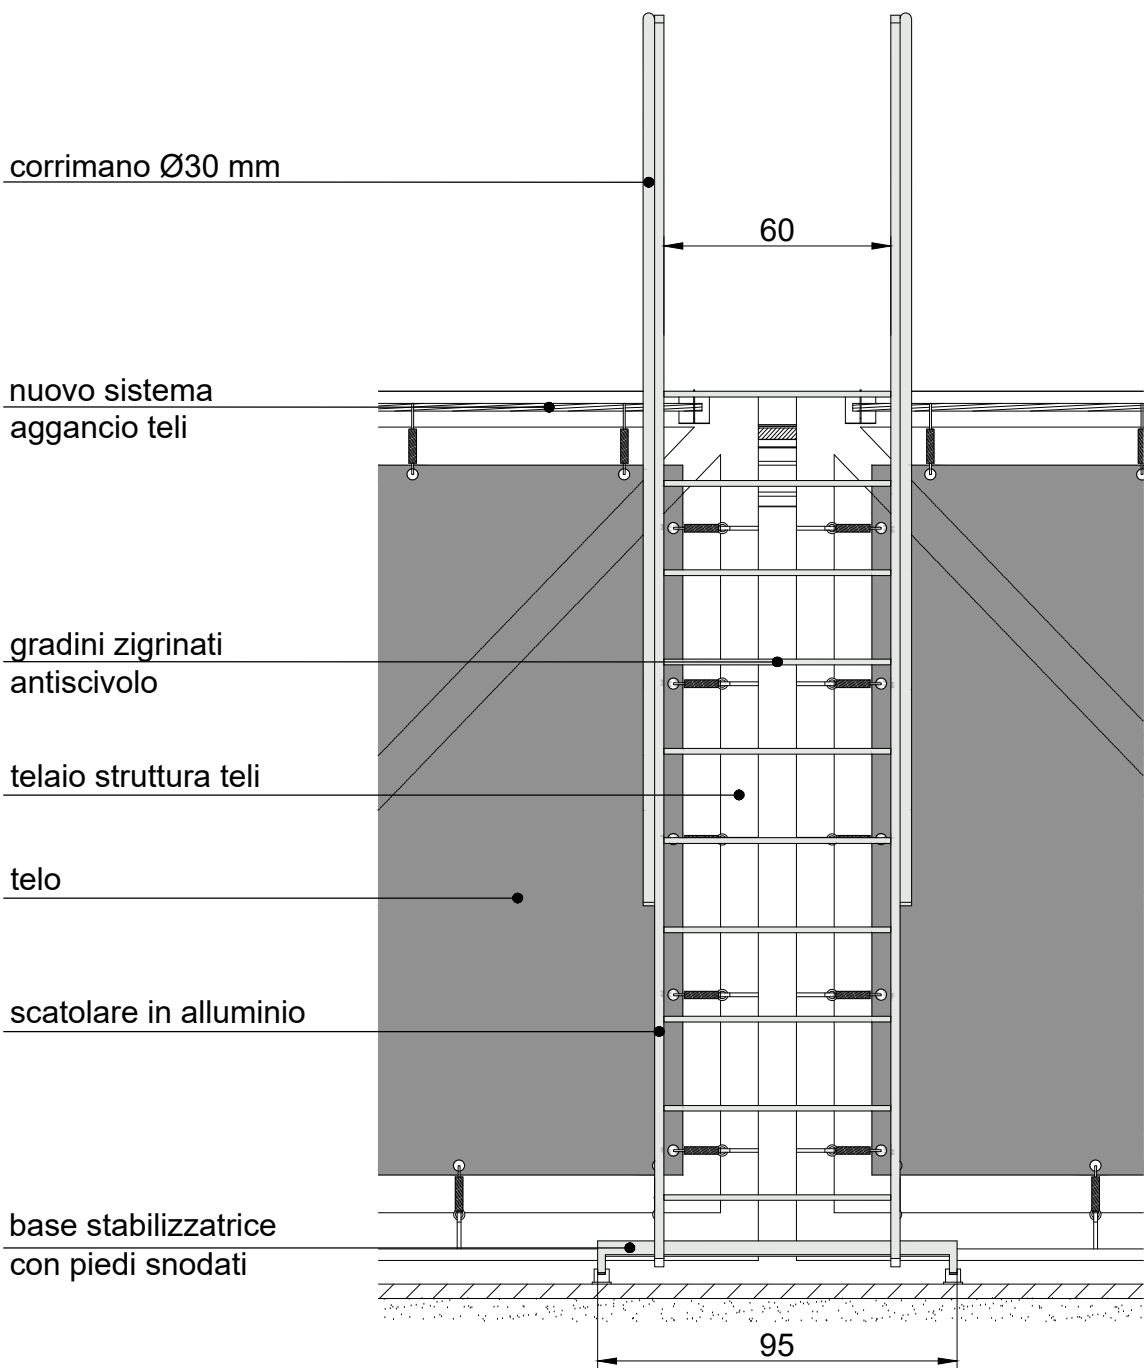 corrimano Ø30 mm
60
nuovo sistema
aggancio teli
gradini zigrinati
antiscivolo
telaio struttura teli
telo
scatolare in alluminio
base stabilizzatrice
con piedi snodati
95